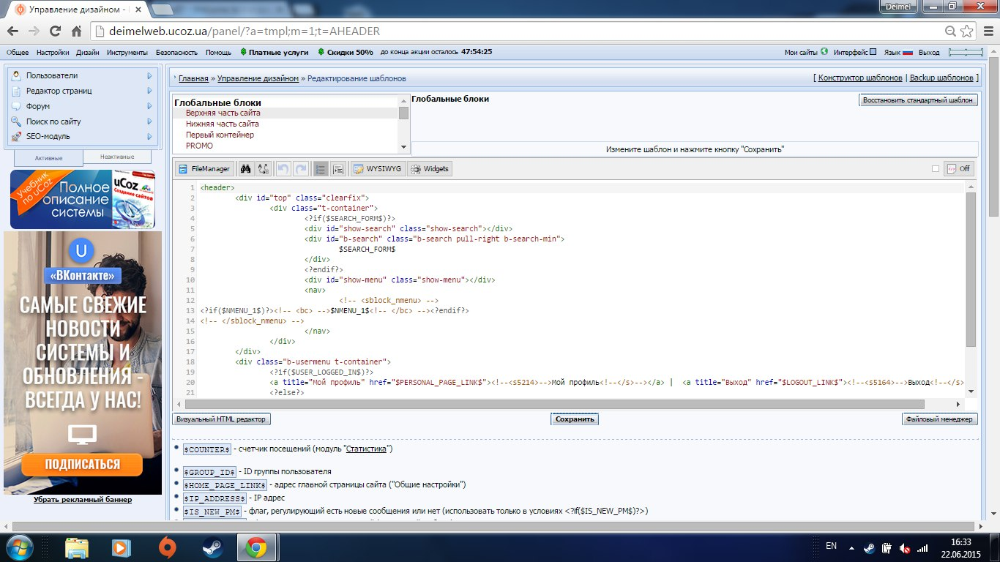 Управление дизайном -
Deimel
deimelweb.ucoz.ua/panel/?a=tmpl;m=1;t=AHEADER
Общее Настройки Дизайн Инструменты Безопасность Помощь Платные услуги Скидки 50% до конца акции осталось 47:54:25 Мои сайты Интерфейс Язык Выход
Пользователи
Редактор страниц
Форум
Поиск по сайту
SEO-модуль
Активные Неактивные
Учебник по uCoz
Полное
описание
системы
uCoz
Создание сайтов
U
«ВКонтакте»
САМЫЕ СВЕЖИЕ
НОВОСТИ
СИСТЕМЫ И
ОБНОВЛЕНИЯ -
ВСЕГДА У НАС!
ПОДПИСАТЬСЯ
Убрать рекламный баннер
Главная » Управление дизайном » Редактирование шаблонов [ Конструктор шаблонов | Backup шаблонов ]
Глобальные блоки
Верхняя часть сайта
Нижняя часть сайта
Первый контейнер
PROMO
Глобальные блоки
Восстановить стандартный шаблон
Измените шаблон и нажмите кнопку "Сохранить"
FileManager WYSIWYG Widgets Off
1 <header>
2 <div id="top" class="clearfix">
3 <div class="t-container">
4 <?if($SEARCH_FORM$)?>
5 <div id="show-search" class="show-search"></div>
6 <div id="b-search" class="b-search pull-right b-search-min">
7 $SEARCH_FORM$
8 </div>
9 <?endif?>
10 <div id="show-menu" class="show-menu"></div>
11 <nav>
12 <!-- <sblock_nmenu> -->
13 <?if($NMENU_1$)?><!-- <bc> -->$NMENU_1$<!-- </bc> --><?endif?>
14 <!-- </sblock_nmenu> -->
15 </nav>
16 </div>
17 </div>
18 <div class="b-usermenu t-container">
19 <?if($USER_LOGGED_IN$)?>
20 <a title="Мой профиль" href="$PERSONAL_PAGE_LINK$"><!--<s5214>-->Мой профиль<!--</s>--></a> | <a title="Выход" href="$LOGOUT_LINK$"><!--<s5164>-->Выход<!--</s>
21 <?else?>
Визуальный HTML редактор Сохранить Файловый менеджер
$COUNTER$ - счетчик посещений (модуль "Статистика")
$GROUP_ID$ - ID группы пользователя
$HOME_PAGE_LINK$ - адрес главной страницы сайта ("Общие настройки")
$IP_ADDRESS$ - IP адрес
$IS_NEW_PM$ - флаг, регулирующий есть новые сообщения или нет (использовать только в условиях <?if($IS_NEW_PM$)?>)
EN
16:33
22.06.2015